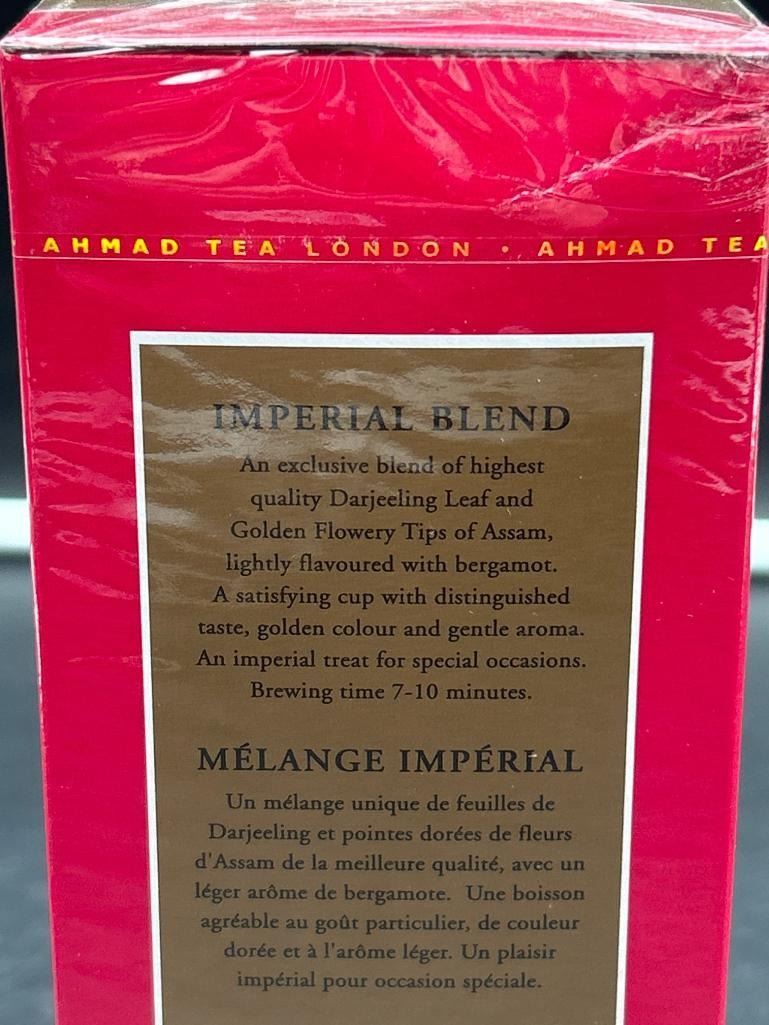 AHMAD TEA LONDON • AHMAD TEA
IMPERIAL BLEND
An exclusive blend of highest
quality Darjeeling Leaf and
Golden Flowery Tips of Assam,
lightly flavoured with bergamot.
A satisfying cup with distinguished
taste, golden colour and gentle aroma.
An imperial treat for special occasions.
Brewing time 7-10 minutes.
MÉLANGE IMPÉRIAL
Un mélange unique de feuilles de
Darjeeling et pointes dorées de fleurs
d'Assam de la meilleure qualité, avec un
léger arôme de bergamote. Une boisson
agréable au goût particulier, de couleur
dorée et à l'arôme léger. Un plaisir
impérial pour occasion spéciale.